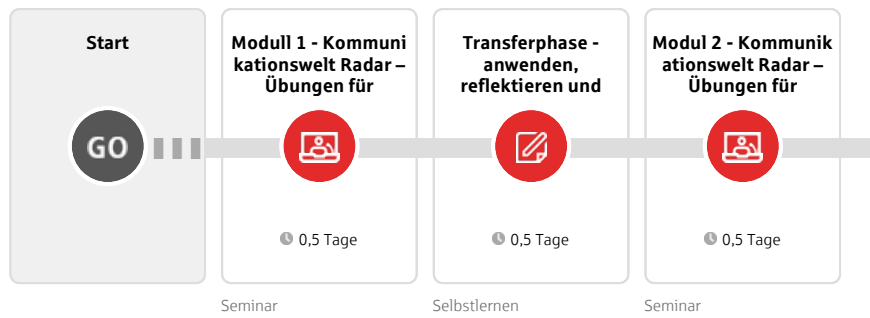 Start
GO
Modull 1 - Kommuni
kationswelt Radar –
Übungen für
0,5 Tage
Seminar
Transferphase -
anwenden,
reflektieren und
0,5 Tage
Selbstlernen
Modul 2 - Kommunik
ationswelt Radar –
Übungen für
0,5 Tage
Seminar